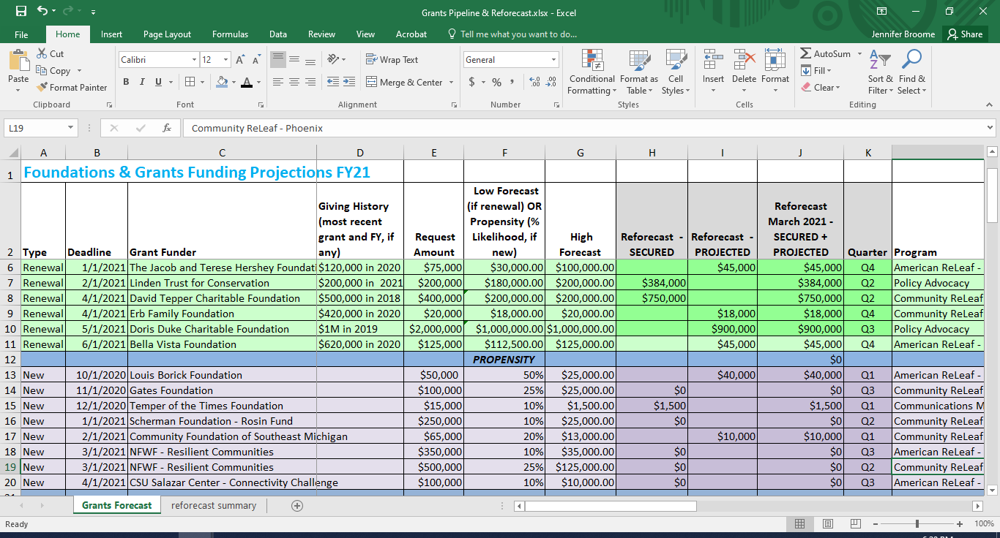 Grants Pipeline & Reforecast.xlsx - Excel
File Home Insert Page Layout Formulas Data Review View Acrobat Tell me what you want to do... Jennifer Broome Share
Paste Cut Copy Format Painter Clipboard
Calibri 12 B I U A Font
Wrap Text Merge & Center Alignment
General $ % , Number
Conditional Formatting Format as Table Cell Styles Styles
Insert Delete Format Cells
AutoSum Fill Clear Sort & Filter Find & Select Editing
L19 fx Community ReLeaf - Phoenix
A B C D E F G H I J K
1 Foundations & Grants Funding Projections FY21
2 Type Deadline Grant Funder Giving History (most recent grant and FY, if any) Request Amount Low Forecast (if renewal) OR Propensity (% Likelihood, if new) High Forecast Reforecast - SECURED Reforecast - PROJECTED Reforecast March 2021 - SECURED + PROJECTED Quarter Program
6 Renewal 1/1/2021 The Jacob and Terese Hershey Foundati $120,000 in 2020 $75,000 $30,000.00 $100,000.00 $45,000 $45,000 Q4 American ReLeaf -
7 Renewal 2/1/2021 Linden Trust for Conservation $200,000 in 2021 $200,000 $180,000.00 $200,000.00 $384,000 $384,000 Q2 Policy Advocacy
8 Renewal 4/1/2021 David Tepper Charitable Foundation $500,000 in 2018 $400,000 $200,000.00 $200,000.00 $750,000 $750,000 Q2 Community ReLeaf
9 Renewal 4/1/2021 Erb Family Foundation $420,000 in 2020 $20,000 $18,000.00 $20,000.00 $18,000 $18,000 Q4 Community ReLeaf
10 Renewal 5/1/2021 Doris Duke Charitable Foundation $1M in 2019 $2,000,000 $1,000,000.00 $1,000,000.00 $900,000 $900,000 Q3 Policy Advocacy
11 Renewal 6/1/2021 Bella Vista Foundation $620,000 in 2020 $125,000 $112,500.00 $125,000.00 $45,000 $45,000 Q4 American ReLeaf -
12 PROPENSITY $0
13 New 10/1/2020 Louis Borick Foundation $50,000 50% $25,000.00 $40,000 $40,000 Q1 American ReLeaf -
14 New 11/1/2020 Gates Foundation $100,000 25% $25,000.00 $0 $0 Q3 Community ReLeaf
15 New 12/1/2020 Temper of the Times Foundation $15,000 10% $1,500.00 $1,500 $1,500 Q1 Communications M
16 New 1/1/2021 Scherman Foundation - Rosin Fund $250,000 10% $25,000.00 $0 $0 Q2 Community ReLeaf
17 New 2/1/2021 Community Foundation of Southeast Michigan $65,000 20% $13,000.00 $10,000 $10,000 Q1 Community ReLeaf
18 New 3/1/2021 NFWF - Resilient Communities $350,000 10% $35,000.00 $0 $0 Q3 American ReLeaf -
19 New 3/1/2021 NFWF - Resilient Communities $500,000 25% $125,000.00 $0 $0 Q2 Community ReLeaf
20 New 4/1/2021 CSU Salazar Center - Connectivity Challenge $100,000 10% $10,000.00 $0 $0 Q3 American ReLeaf -
Grants Forecast reforecast summary
Ready 100%